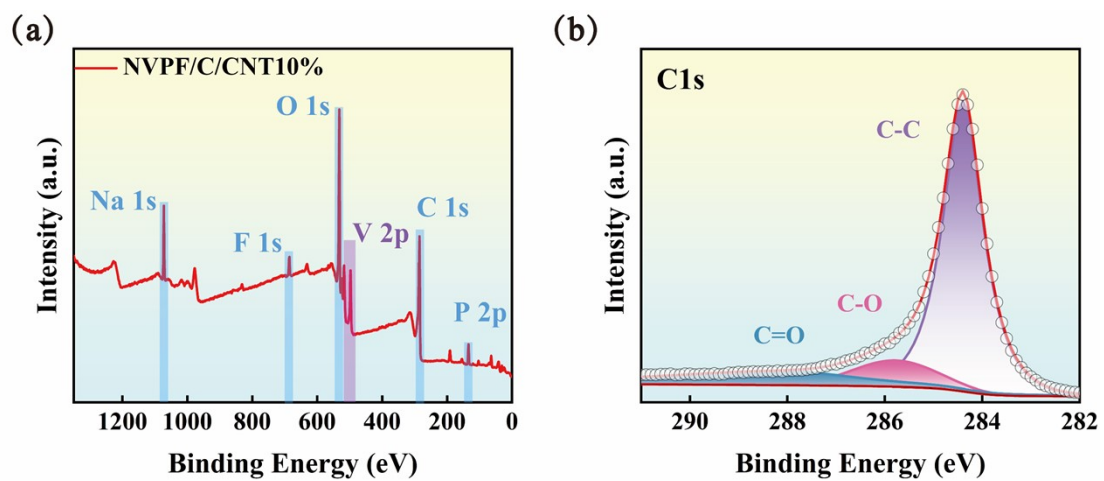 (a)
NVPF/C/CNT10%
O 1s
Na 1s
C 1s
V 2p
F 1s
P 2p
Intensity (a.u.)
1200 1000 800 600 400 200 0
Binding Energy (eV)
(b)
C1s
C-C
C-O
C=O
Intensity (a.u.)
290 288 286 284 282
Binding Energy (eV)